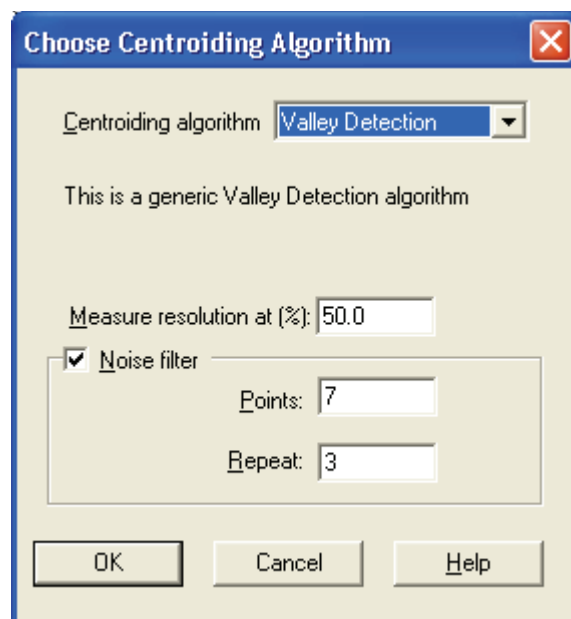 Choose Centroiding Algorithm
Centroiding algorithm Valley Detection
This is a generic Valley Detection algorithm
Measure resolution at (%): 50.0
Noise filter
Points: 7
Repeat: 3
OK Cancel Help